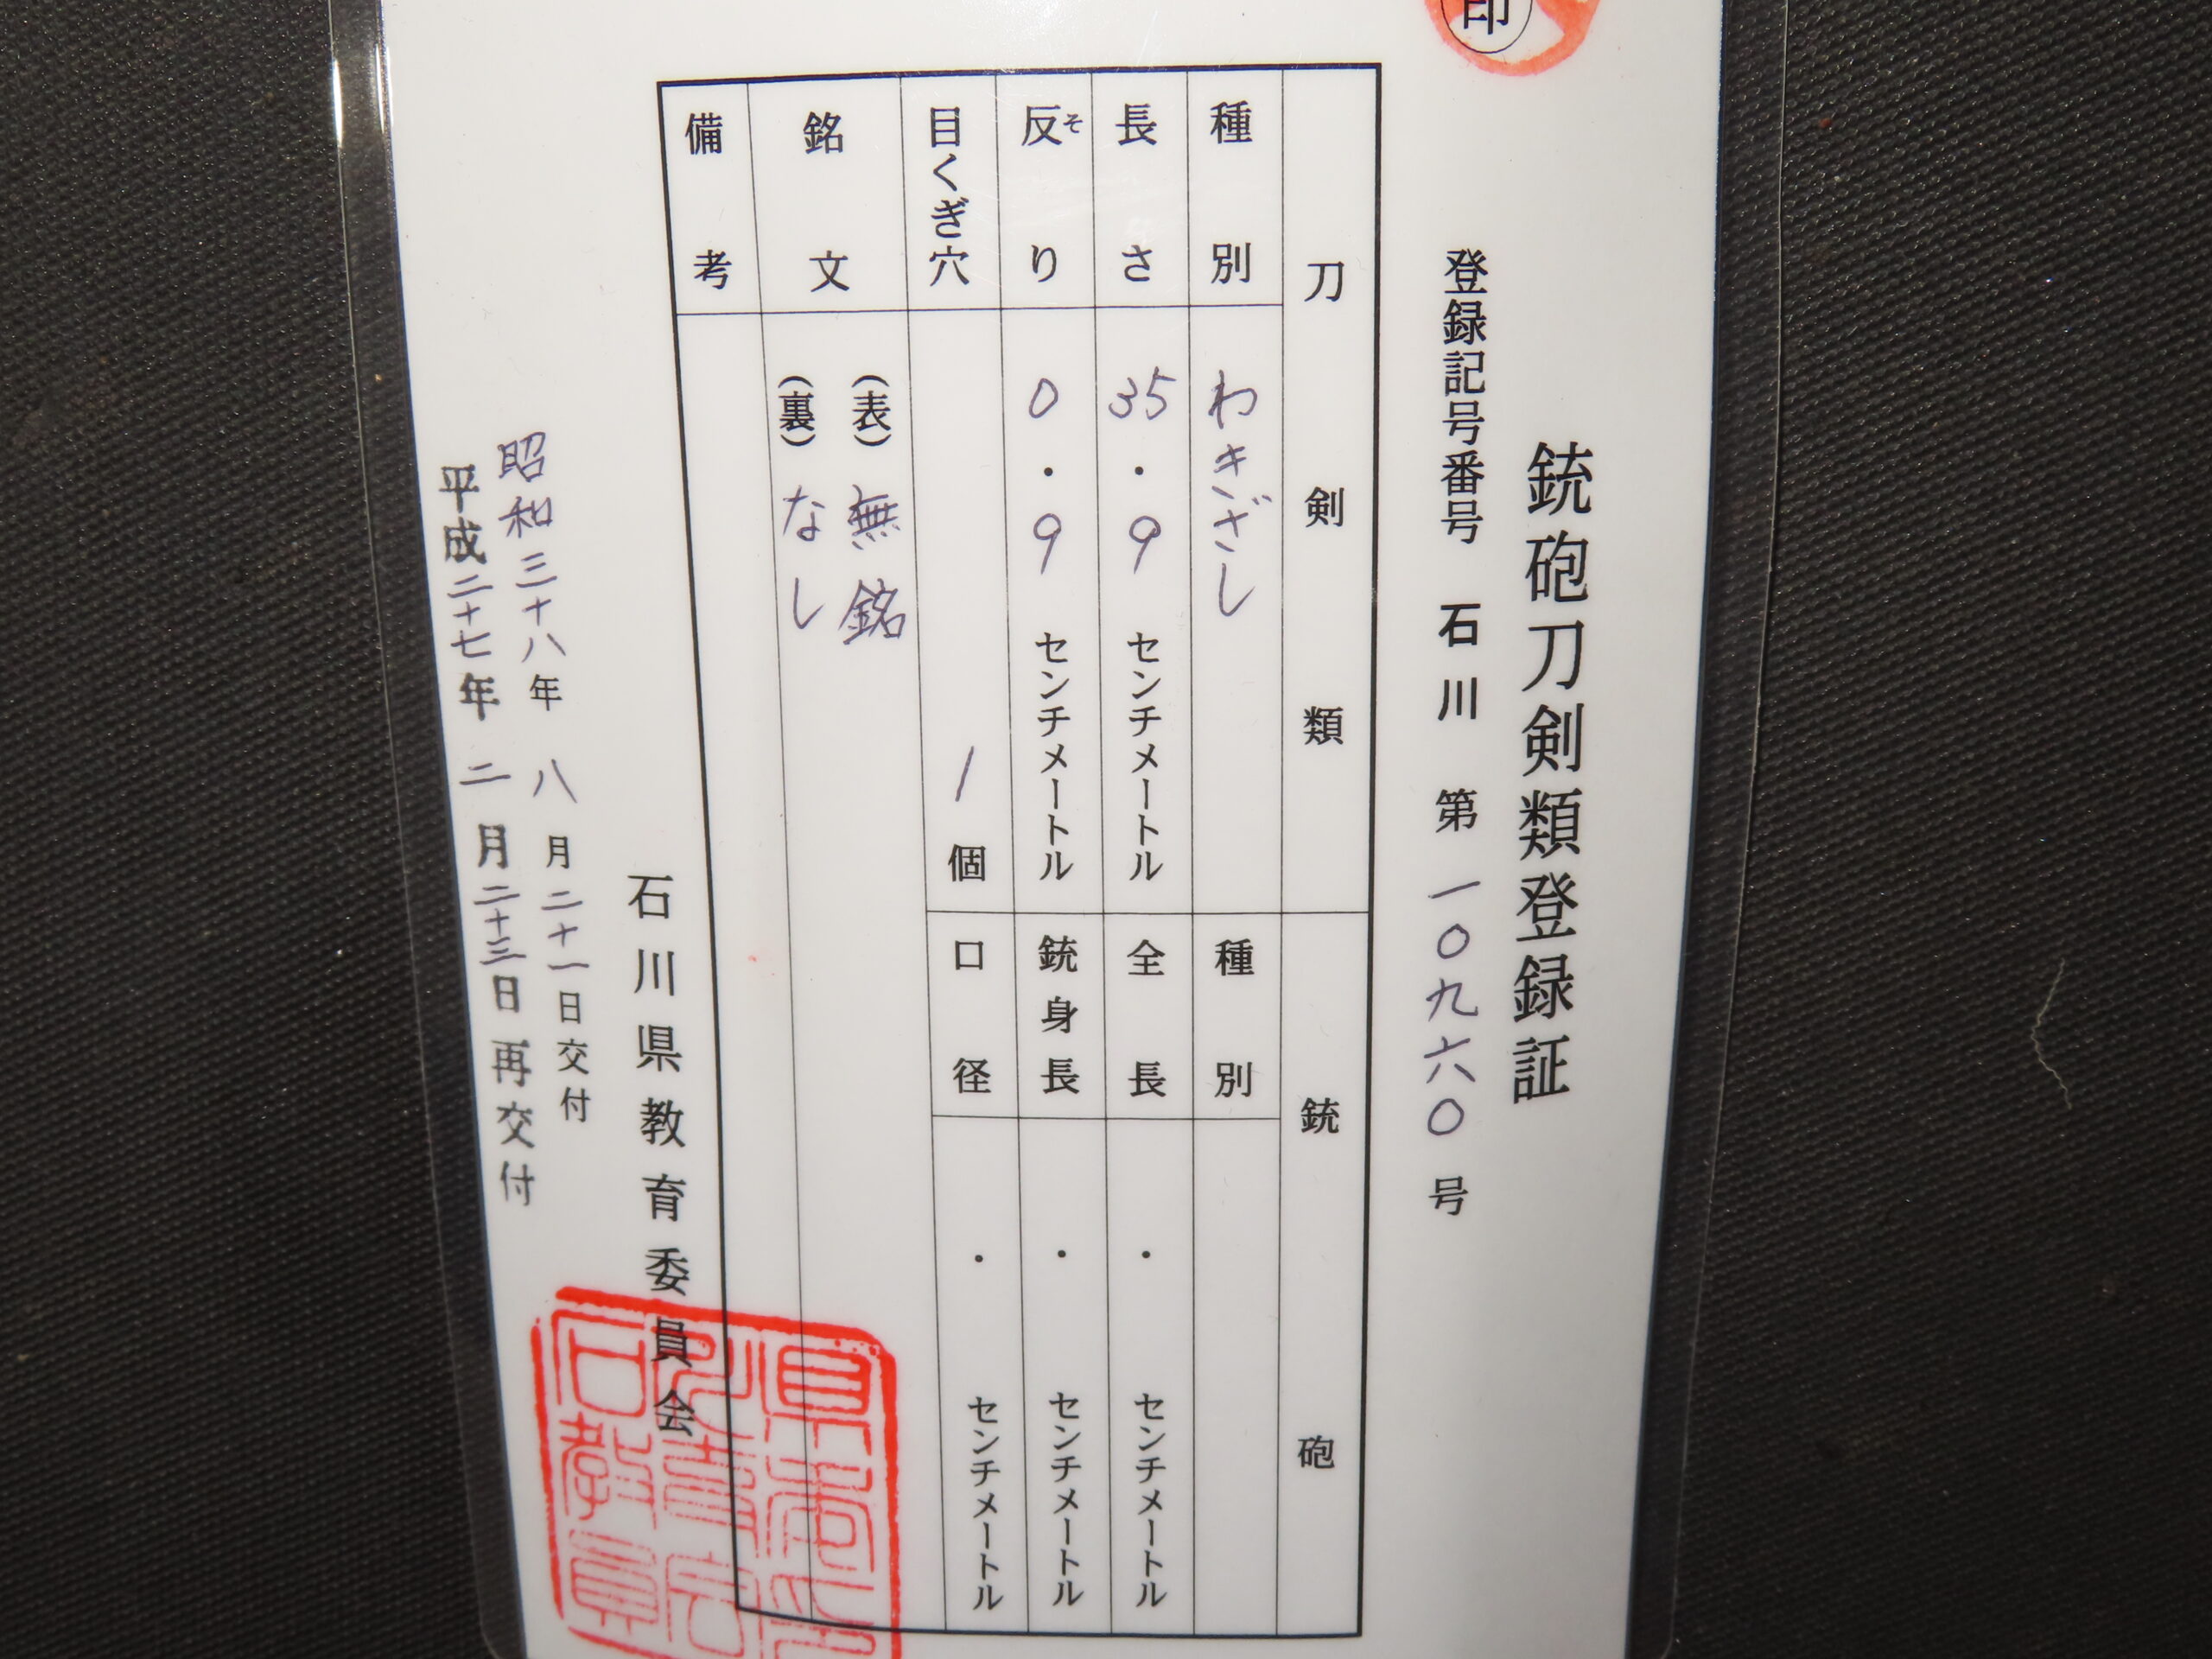 印
銃砲刀剣類登録証
登録記号番号 石川 第 一〇九六〇 号
刀剣類 銃砲
種別 わきざし 種別
長さ 35.9 センチメートル 全長 . センチメートル
反り そ 0.9 センチメートル 銃身長 . センチメートル
目くぎ穴 1 個 口径 . センチメートル
銘文 (表) 無銘
(裏) なし
備考
石川県教育委員会
昭和三十八年 八月二十一日交付
平成二十七年 二月二十三日再交付